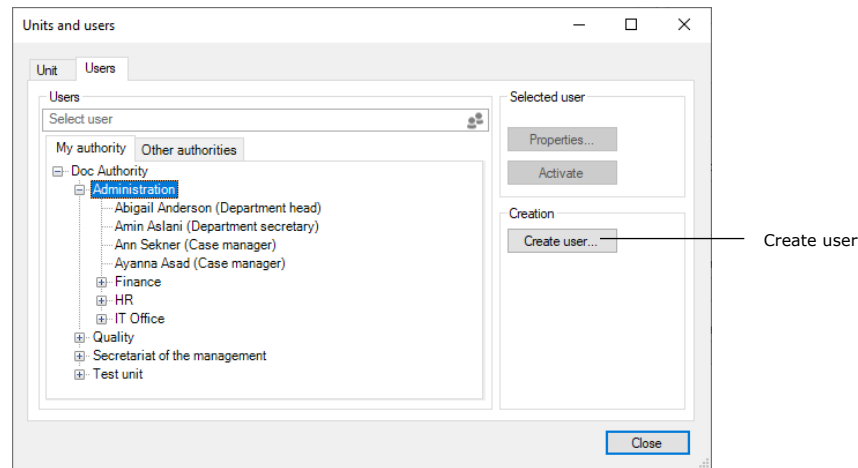 Units and users
Unit
Users
Users
Select user
My authority
Other authorities
Doc Authority
Administration
Abigail Anderson (Department head)
Amin Aslani (Department secretary)
Ann Sekner (Case manager)
Ayanna Asad (Case manager)
Finance
HR
IT Office
Quality
Secretariat of the management
Test unit
Selected user
Properties...
Activate
Creation
Create user...
Create user
Close